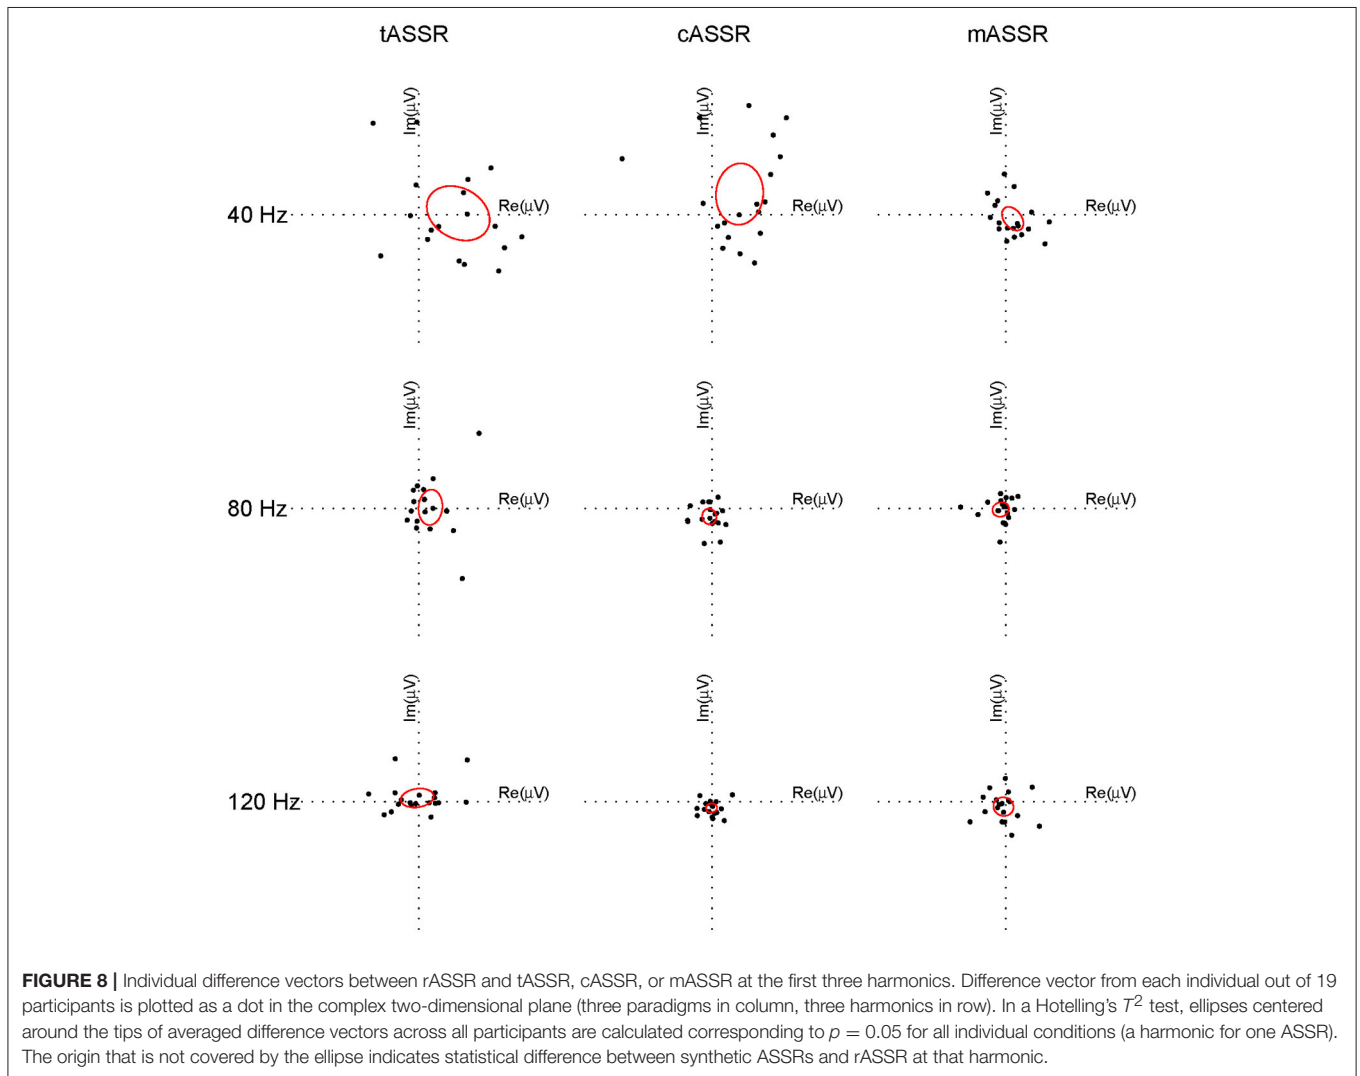 tASSR cASSR mASSR
Im(μV) Im(μV) Im(μV)
40 Hz Re(μV) Re(μV) Re(μV)
Im(μV) Im(μV) Im(μV)
80 Hz Re(μV) Re(μV) Re(μV)
Im(μV) Im(μV) Im(μV)
120 Hz Re(μV) Re(μV) Re(μV)
FIGURE 8 | Individual difference vectors between rASSR and tASSR, cASSR, or mASSR at the first three harmonics. Difference vector from each individual out of 19
participants is plotted as a dot in the complex two-dimensional plane (three paradigms in column, three harmonics in row). In a Hotelling's T² test, ellipses centered
around the tips of averaged difference vectors across all participants are calculated corresponding to p = 0.05 for all individual conditions (a harmonic for one ASSR).
The origin that is not covered by the ellipse indicates statistical difference between synthetic ASSRs and rASSR at that harmonic.